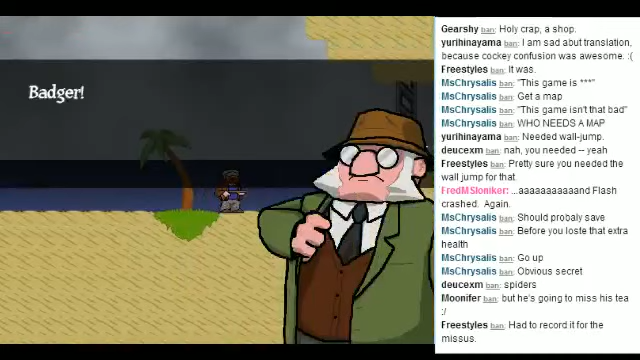 Badger!
Gearshy ban: Holy crap, a shop.
yurihinayama ban: I am sad abut translation,
because cockey confusion was awesome. :(
Freestyles ban: It was.
MsChrysalis ban: "This game is ***"
MsChrysalis ban: Get a map
MsChrysalis ban: "This game isn't that bad"
MsChrysalis ban: WHO NEEDS A MAP
yurihinayama ban: Needed wall-jump.
deucexm ban: nah, you needed -- yeah
Freestyles ban: Pretty sure you needed the
wall jump for that.
FredMSloniker: ...aaaaaaaaaand Flash
crashed. Again.
MsChrysalis ban: Should probaly save
MsChrysalis ban: Before you loste that extra
health
MsChrysalis ban: Go up
MsChrysalis ban: Obvious secret
deucexm ban: spiders
Moonifer ban: but he's going to miss his tea
:/
Freestyles ban: Had to record it for the
missus.